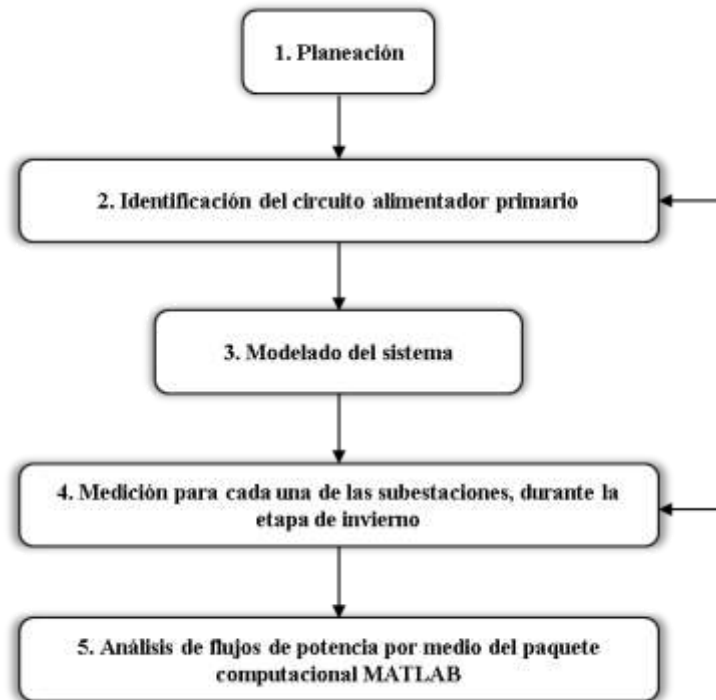 1. Planeación
2. Identificación del circuito alimentador primario
3. Modelado del sistema
4. Medición para cada una de las subestaciones, durante la
etapa de invierno
5. Análisis de flujos de potencia por medio del paquete
computacional MATLAB